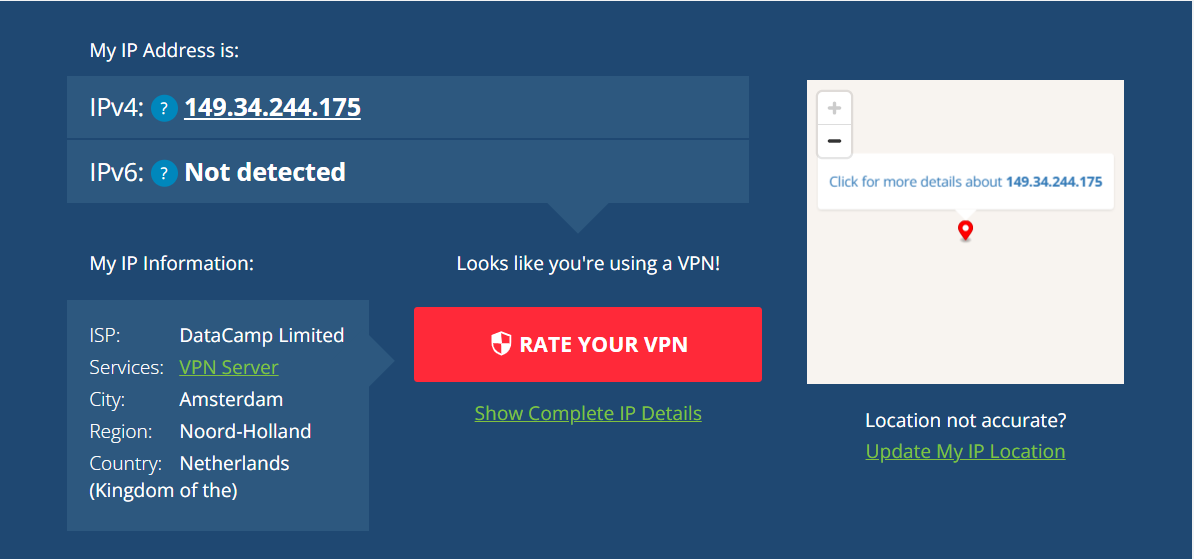 My IP Address is:
IPv4: ? 149.34.244.175
IPv6: ? Not detected
+
−
Click for more details about 149.34.244.175
My IP Information:
Looks like you're using a VPN!
ISP: DataCamp Limited
Services: VPN Server
City: Amsterdam
Region: Noord-Holland
Country: Netherlands
(Kingdom of the)
RATE YOUR VPN
Show Complete IP Details
Location not accurate?
Update My IP Location